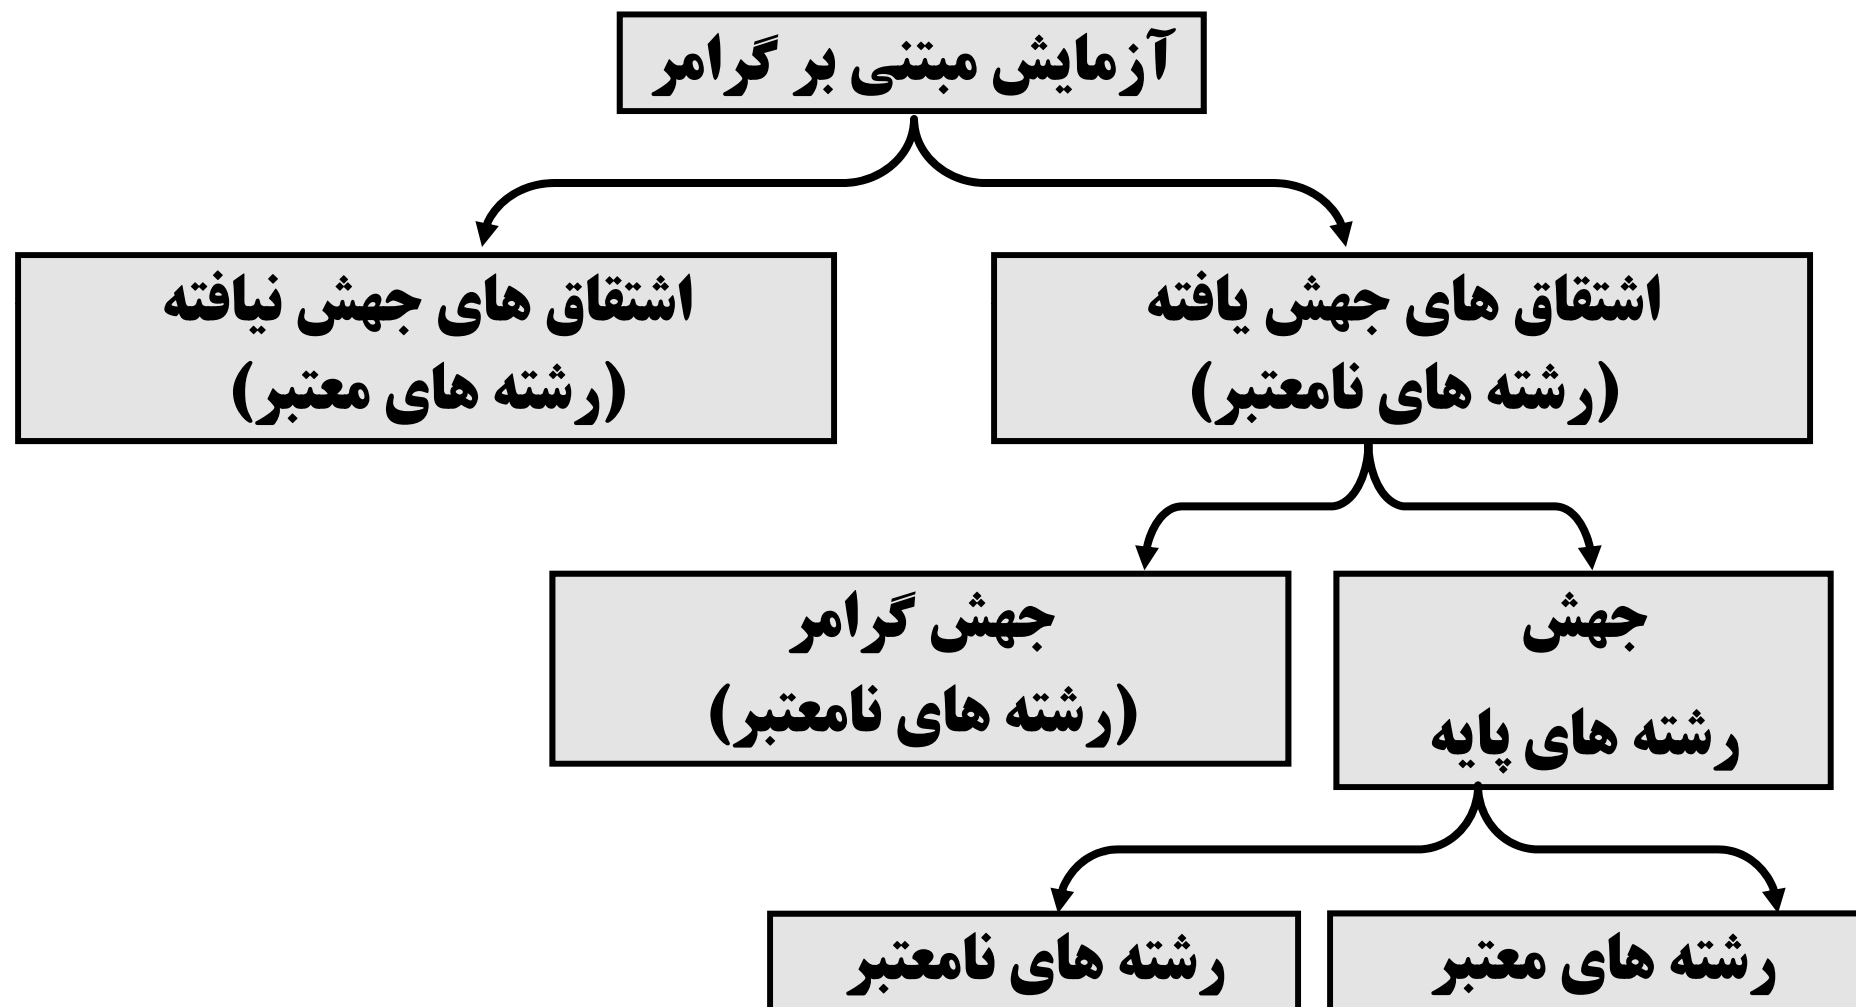 آزمایش مبتنی بر گرامر
اشتقاق های جهش یافته
(رشته های نامعتبر)
اشتقاق های جهش نیافته
(رشته های معتبر)
جهش
رشته های پایه
جهش گرامر
(رشته های نامعتبر)
رشته های معتبر
رشته های نامعتبر